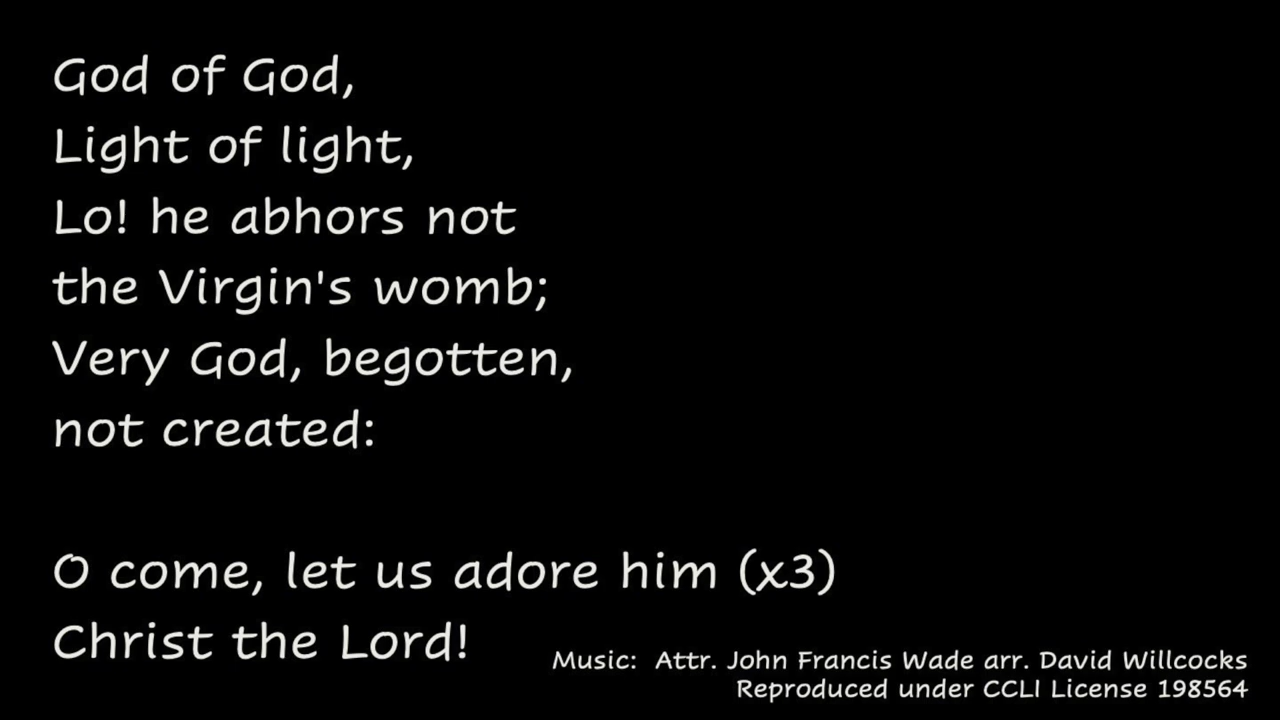 God of God,
Light of light,
Lo! he abhors not
the Virgin's womb;
Very God, begotten,
not created:
O come, let us adore him (x3)
Christ the Lord!
Music:  Attr. John Francis Wade arr. David Willcocks
Reproduced under CCLI License 198564